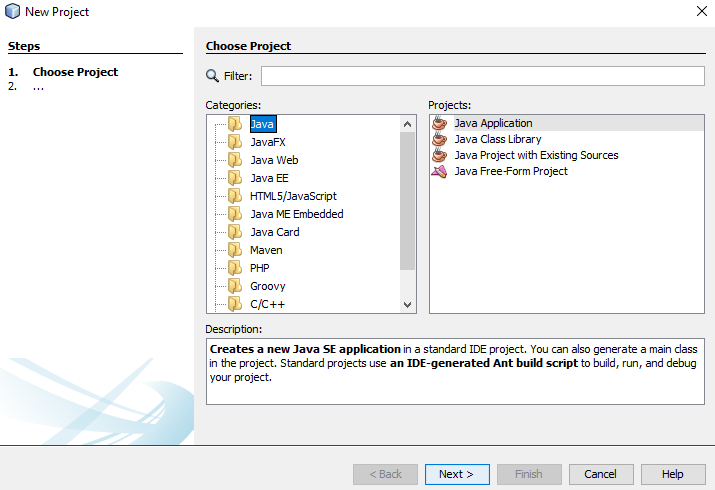 New Project
Steps
1. Choose Project
2. ...
Choose Project
Filter:
Categories:
Java
JavaFX
Java Web
Java EE
HTML5/JavaScript
Java ME Embedded
Java Card
Maven
PHP
Groovy
C/C++
Projects:
Java Application
Java Class Library
Java Project with Existing Sources
Java Free-Form Project
Description:
Creates a new Java SE application in a standard IDE project. You can also generate a main class
in the project. Standard projects use an IDE-generated Ant build script to build, run, and debug
your project.
< Back
Next >
Finish
Cancel
Help